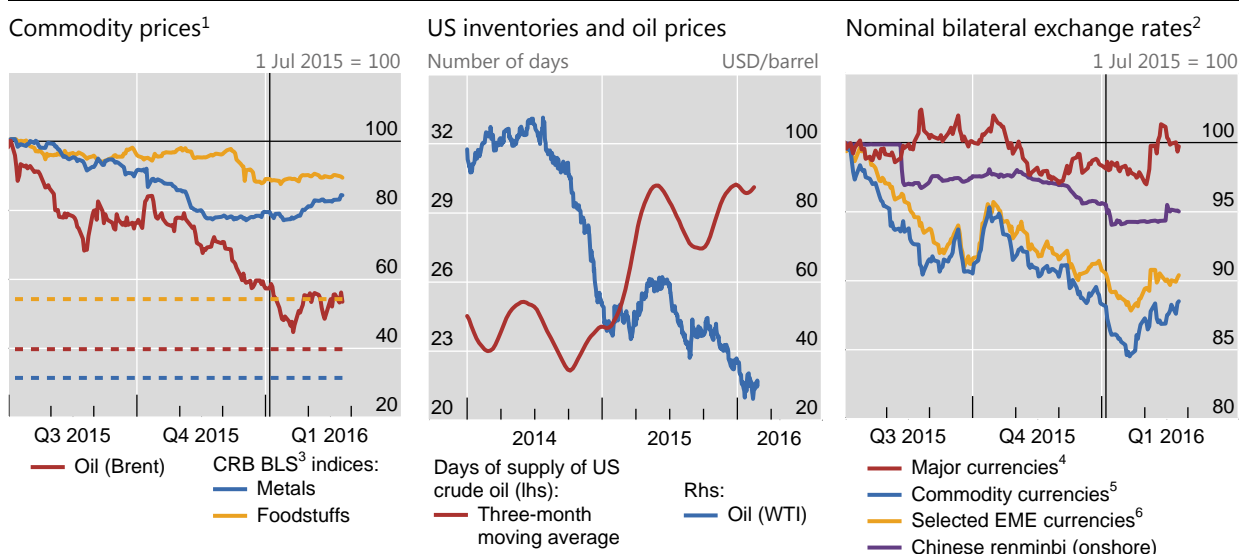 Commodity prices¹
1 Jul 2015 = 100
100
80
60
40
20
Q3 2015 Q4 2015 Q1 2016
Oil (Brent)
CRB BLS³ indices:
Metals
Foodstuffs
US inventories and oil prices
Number of days USD/barrel
32 100
29 80
26 60
23 40
20 20
2014 2015 2016
Days of supply of US
crude oil (lhs):
Three-month
moving average
Rhs:
Oil (WTI)
Nominal bilateral exchange rates²
1 Jul 2015 = 100
100
95
90
85
80
Q3 2015 Q4 2015 Q1 2016
Major currencies⁴
Commodity currencies⁵
Selected EME currencies⁶
Chinese renminbi (onshore)